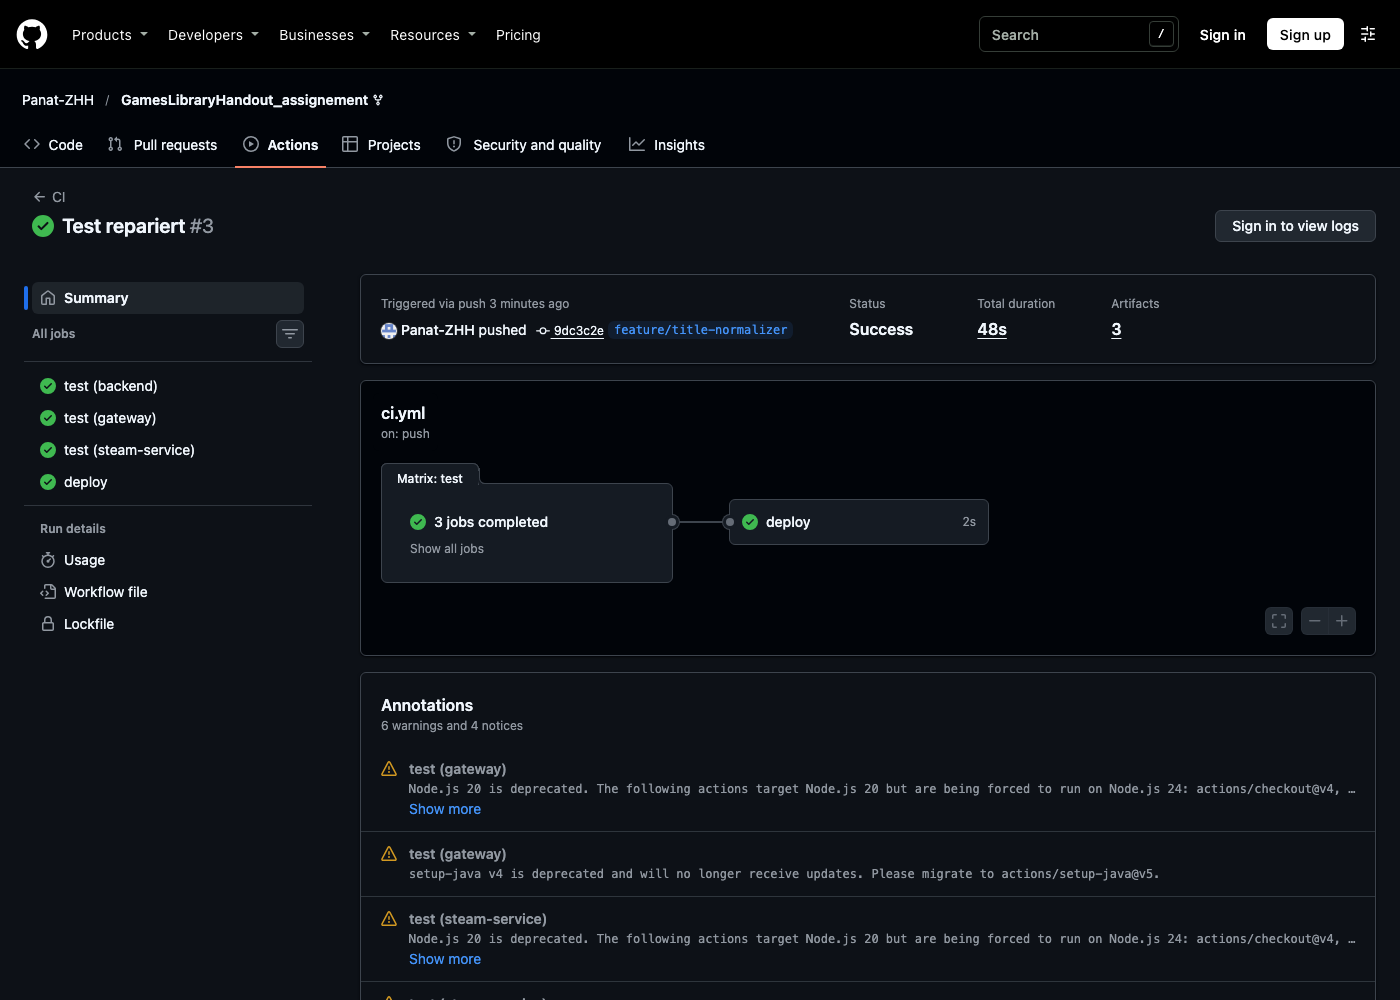 Products Developers Businesses Resources Pricing Search / Sign in Sign up
Panat-ZHH / GamesLibraryHandout_assignement
Code Pull requests Actions Projects Security and quality Insights
CI
Test repariert #3
Sign in to view logs
Summary
All jobs
test (backend)
test (gateway)
test (steam-service)
deploy
Run details
Usage
Workflow file
Lockfile
Triggered via push 3 minutes ago
Panat-ZHH pushed 9dc3c2e feature/title-normalizer
Status
Success
Total duration
48s
Artifacts
3
ci.yml
on: push
Matrix: test
3 jobs completed
Show all jobs
deploy 2s
Annotations
6 warnings and 4 notices
test (gateway)
Node.js 20 is deprecated. The following actions target Node.js 20 but are being forced to run on Node.js 24: actions/checkout@v4, …
Show more
test (gateway)
setup-java v4 is deprecated and will no longer receive updates. Please migrate to actions/setup-java@v5.
test (steam-service)
Node.js 20 is deprecated. The following actions target Node.js 20 but are being forced to run on Node.js 24: actions/checkout@v4, …
Show more